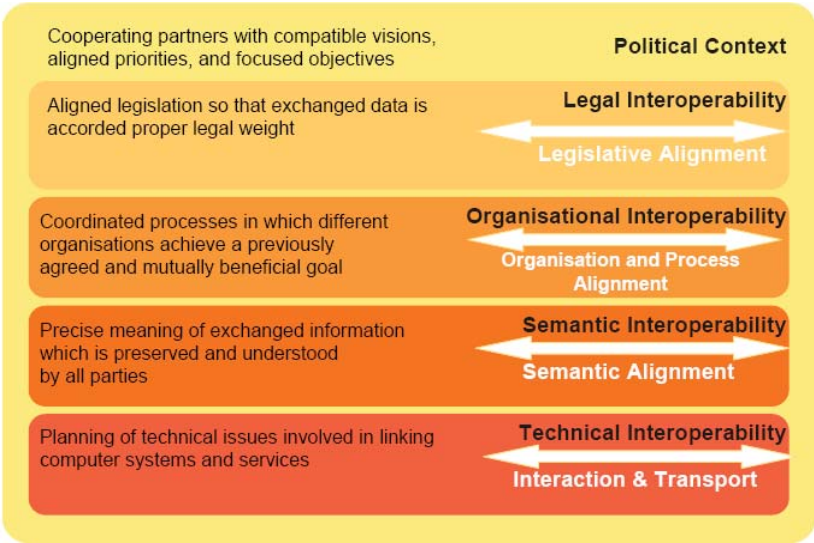 Cooperating partners with compatible visions,
aligned priorities, and focused objectives
Political Context
Aligned legislation so that exchanged data is
accorded proper legal weight
Legal Interoperability
Legislative Alignment
Coordinated processes in which different
organisations achieve a previously
agreed and mutually beneficial goal
Organisational Interoperability
Organisation and Process
Alignment
Precise meaning of exchanged information
which is preserved and understood
by all parties
Semantic Interoperability
Semantic Alignment
Planning of technical issues involved in linking
computer systems and services
Technical Interoperability
Interaction & Transport